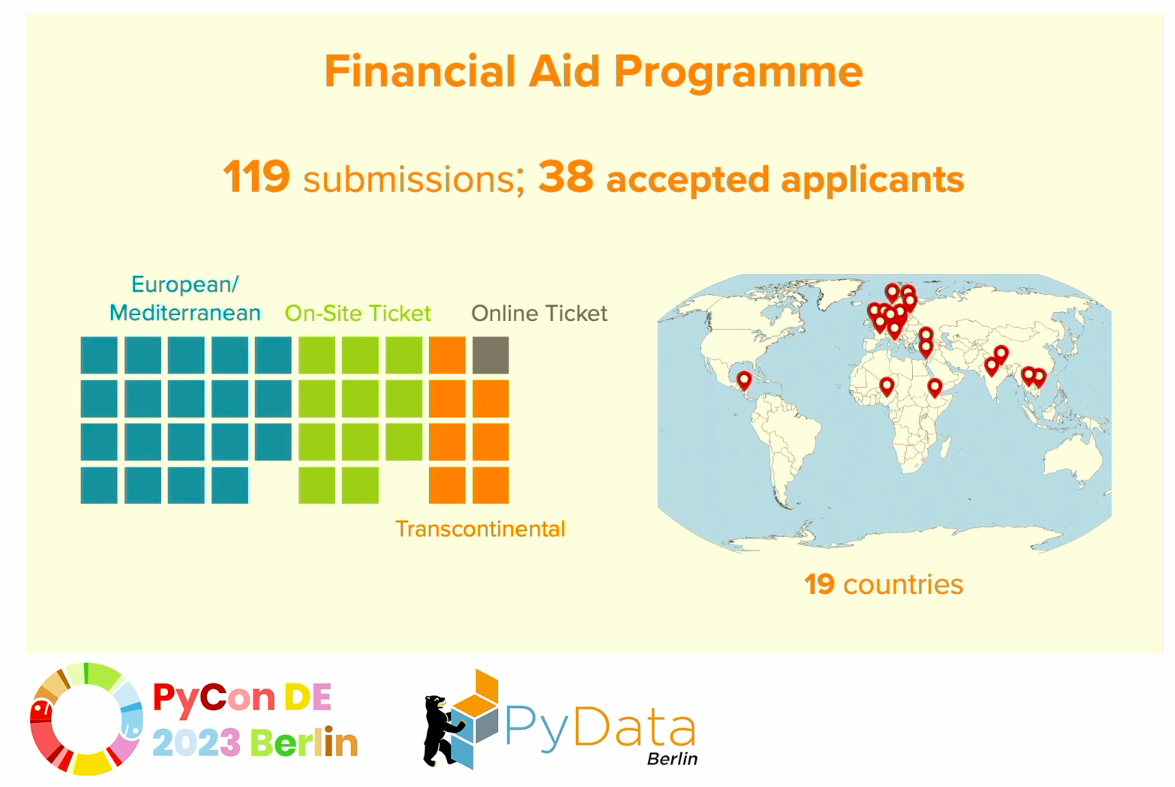 Financial Aid Programme
119 submissions; 38 accepted applicants
European/
Mediterranean
On-Site Ticket
Online Ticket
Transcontinental
19 countries
PyCon DE
2023 Berlin
PyData
Berlin